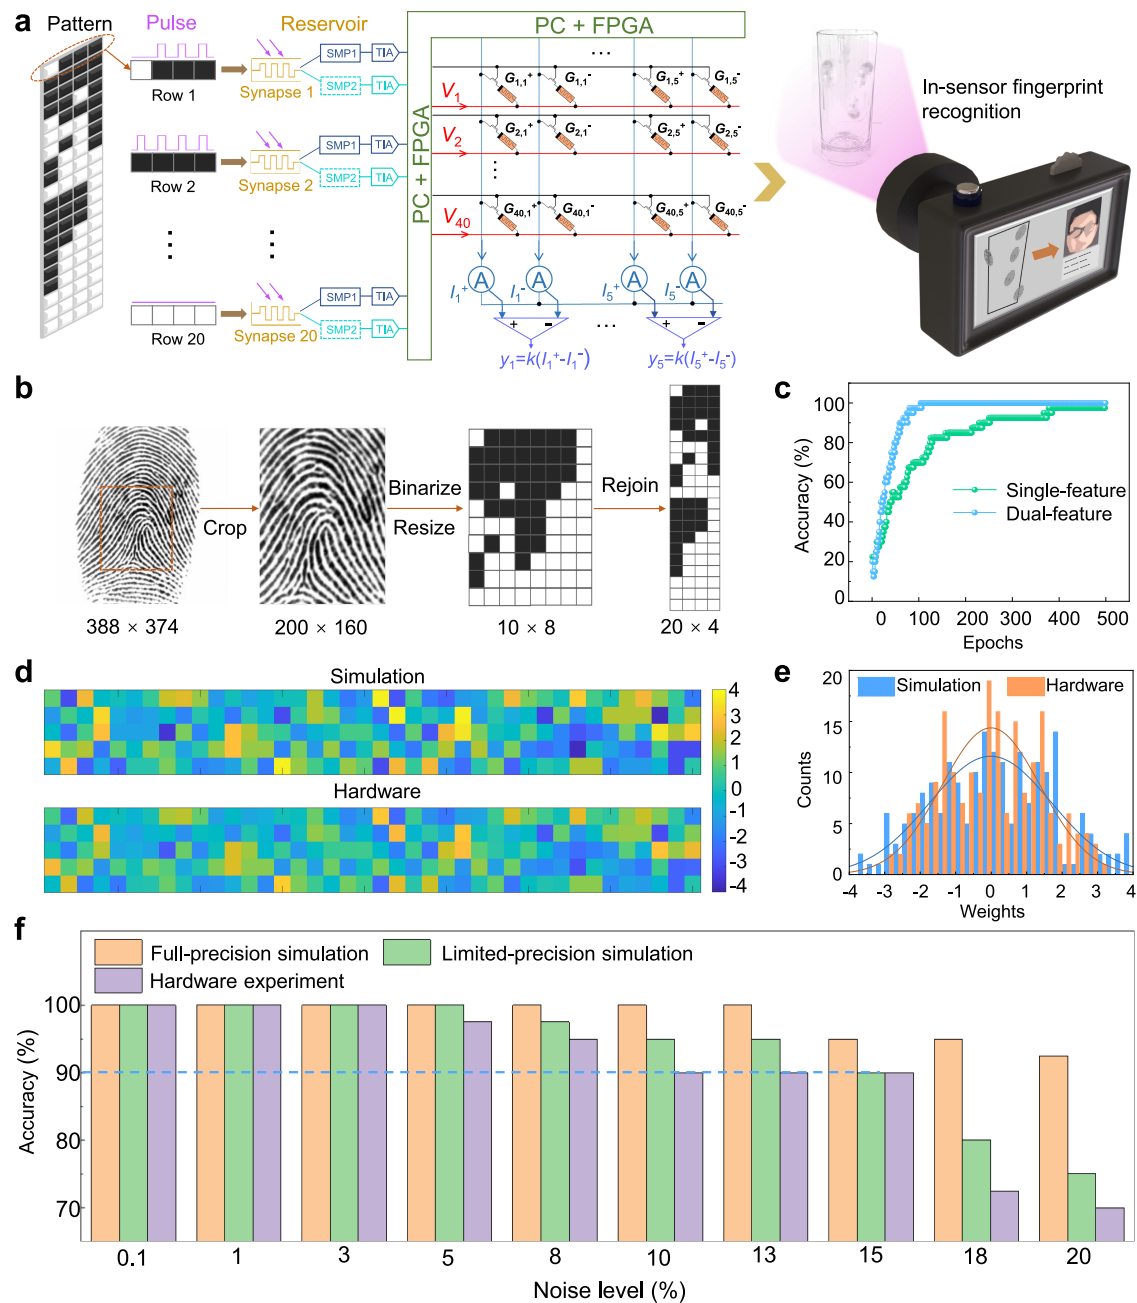 a
Pattern
Pulse
Reservoir
PC + FPGA
PC + FPGA
Row 1
Synapse 1
SMP1
TIA
SMP2
TIA
Row 2
Synapse 2
SMP1
TIA
SMP2
TIA
Row 20
Synapse 20
SMP1
TIA
SMP2
TIA
...
G1,1+ G1,1- G1,5+ G1,5-
V1
G2,1+ G2,1- G2,5+ G2,5-
V2
G40,1+ G40,1- G40,5+ G40,5-
V40
A A A A
I1+ I1- I5+ I5-
+ - ... + -
y1=k(I1+-I1-) y5=k(I5+-I5-)
In-sensor fingerprint
recognition
b
Crop
Binarize
Resize
Rejoin
388 × 374
200 × 160
10 × 8
20 × 4
c
Accuracy (%)
100
80
60
40
20
0
Single-feature
Dual-feature
0 100 200 300 400 500
Epochs
d
Simulation
Hardware
4
3
2
1
0
-1
-2
-3
-4
e
Simulation Hardware
Counts
20
15
10
5
0
-4 -3 -2 -1 0 1 2 3 4
Weights
f
Full-precision simulation
Limited-precision simulation
Hardware experiment
Accuracy (%)
100
90
80
70
0.1 1 3 5 8 10 13 15 18 20
Noise level (%)